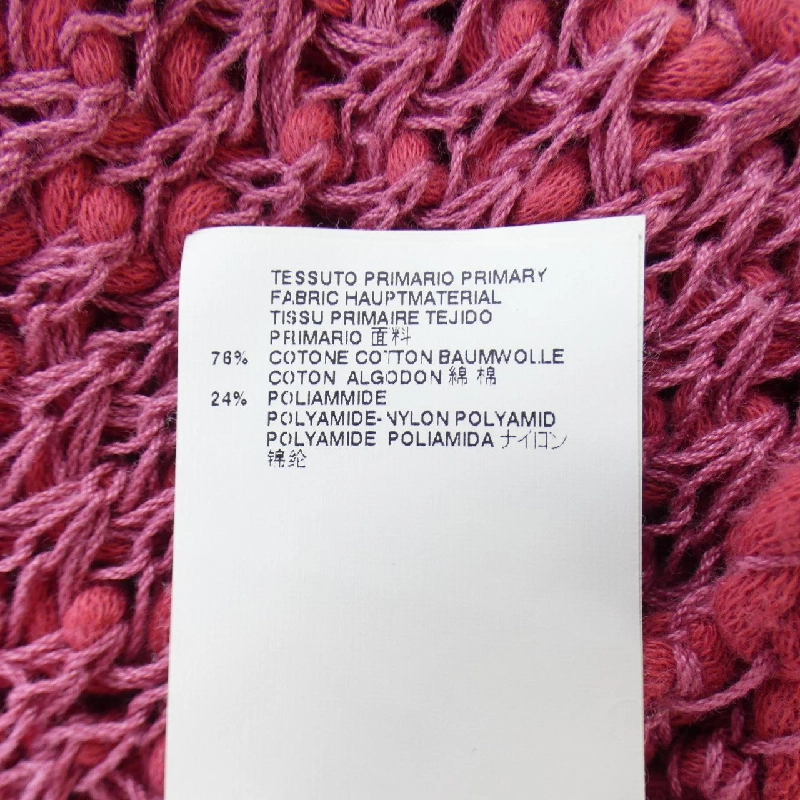 TESSUTO PRIMARIO PRIMARY
FABRIC HAUPTMATERIAL
TISSU PRIMAIRE TEJIDO
PRIMARIO 面料
76% COTONE COTTON BAUMWOLLE
COTON ALGODON 綿 棉
24% POLIAMMIDE
POLYAMIDE-NYLON POLYAMID
POLYAMIDE POLIAMIDA ナイロン
锦纶